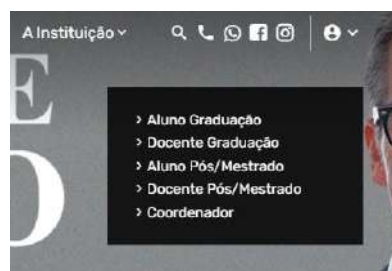 A Instituição
E
O
> Aluno Graduação
> Docente Graduação
> Aluno Pós/Mestrado
> Docente Pós/Mestrado
> Coordenador